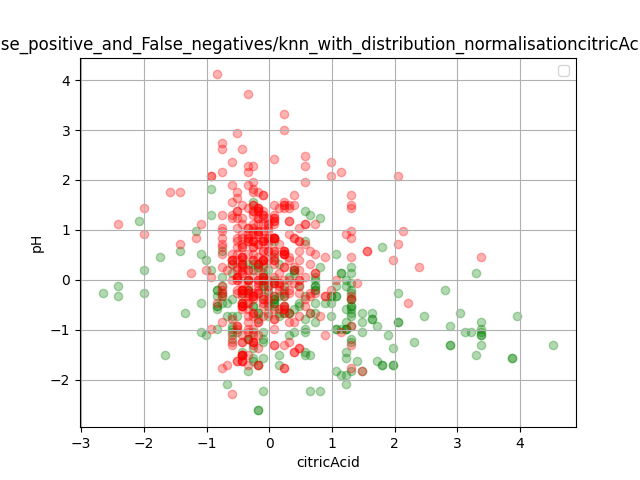 se_positive_and_False_negatives/knn_with_distribution_normalisationcitricAc
4
3
2
1
0
−1
−2
pH
−3 −2 −1 0 1 2 3 4
citricAcid